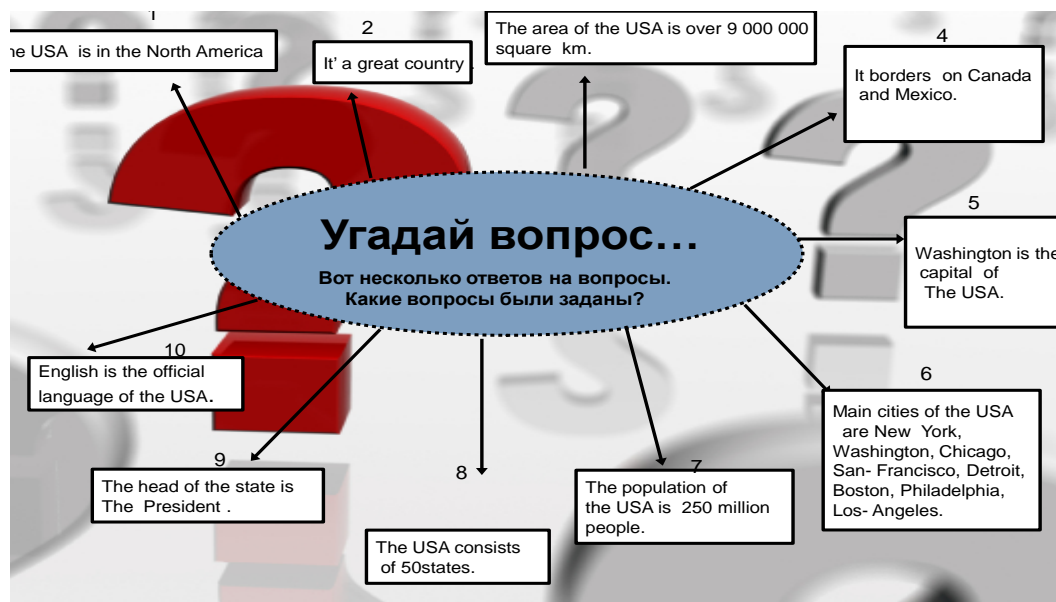 1
he USA is in the North America
2
It' a great country .
The area of the USA is over 9 000 000
square km.
4
It borders on Canada
and Mexico.
5
Washington is the
capital of
The USA.
Угадай вопрос…
Вот несколько ответов на вопросы.
Какие вопросы были заданы?
10
English is the official
language of the USA.
9
The head of the state is
The President .
8
The USA consists
of 50states.
7
The population of
the USA is 250 million
people.
6
Main cities of the USA
are New York,
Washington, Chicago,
San- Francisco, Detroit,
Boston, Philadelphia,
Los- Angeles.